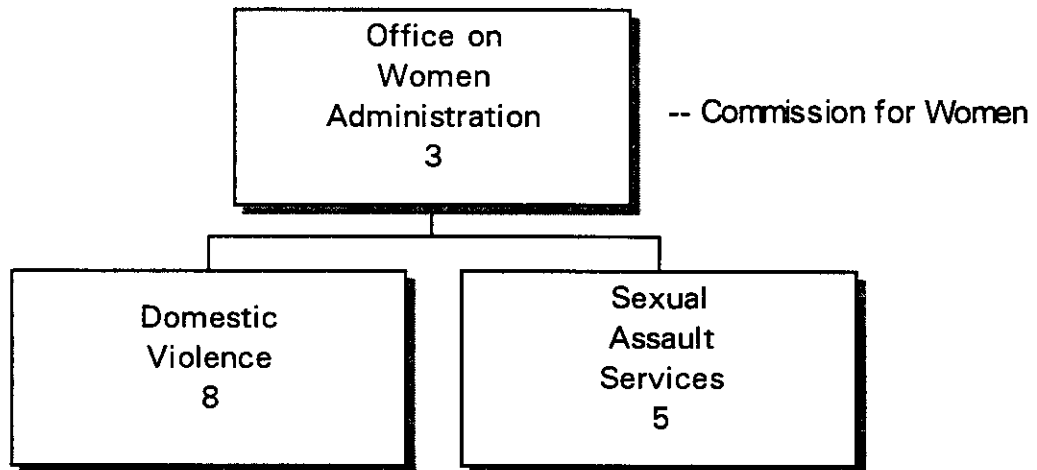 Office on
Women
Administration
3
-- Commission for Women
Domestic
Violence
8
Sexual
Assault
Services
5